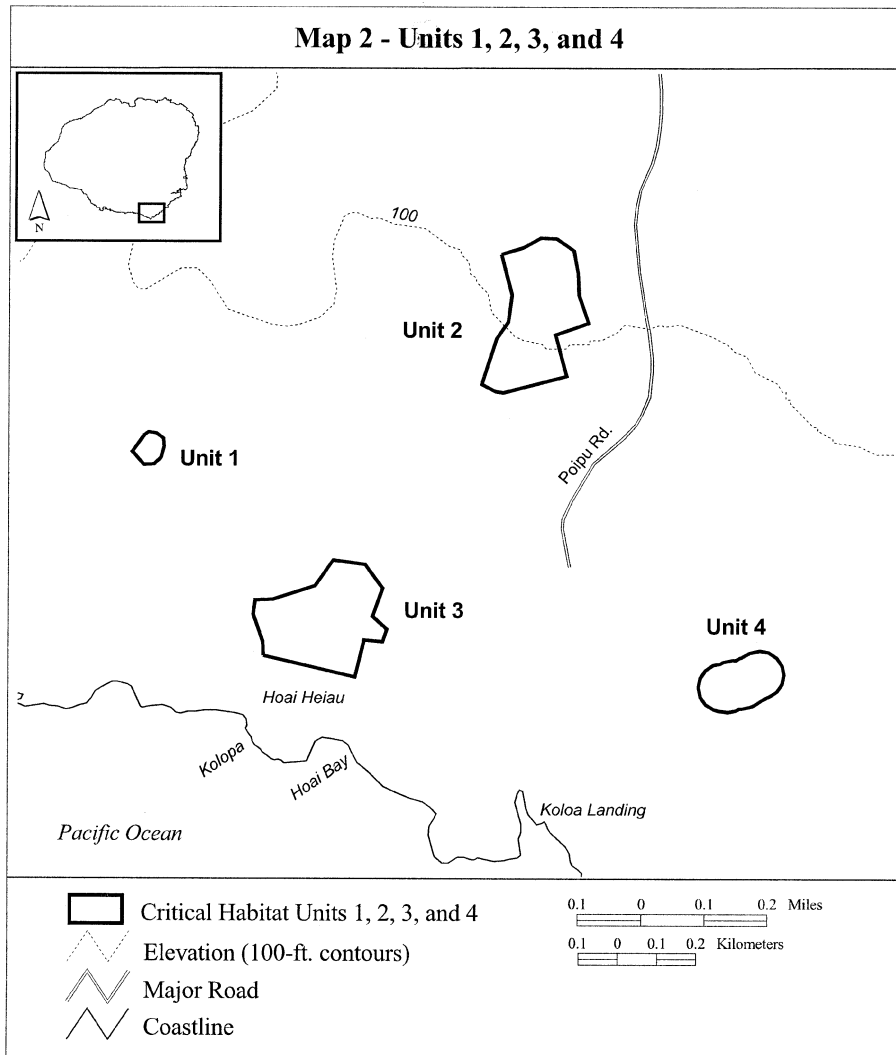 Map 2 - Units 1, 2, 3, and 4
N
100
Unit 2
Poipu Rd.
Unit 1
Unit 3
Unit 4
Hoai Heiau
Kolopa
Hoai Bay
Koloa Landing
Pacific Ocean
Critical Habitat Units 1, 2, 3, and 4
Elevation (100-ft. contours)
Major Road
Coastline
0.1 0 0.1 0.2 Miles
0.1 0 0.1 0.2 Kilometers